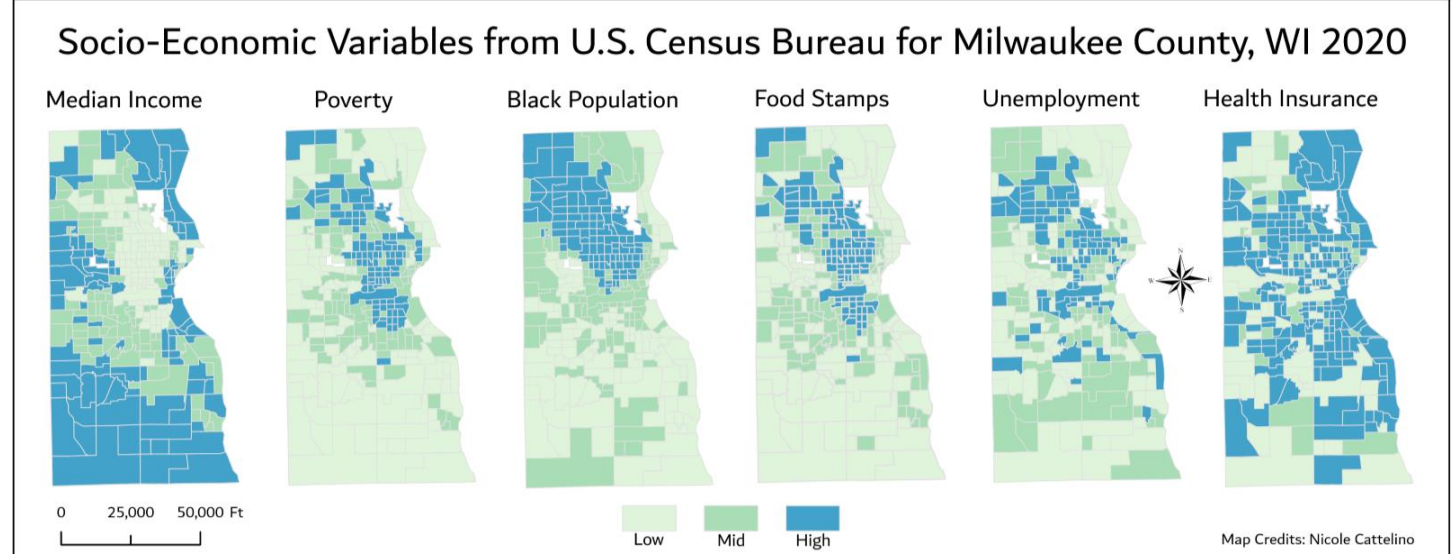 Socio-Economic Variables from U.S. Census Bureau for Milwaukee County, WI 2020
Median Income
Poverty
Black Population
Food Stamps
Unemployment
Health Insurance
N
W
E
S
0 25,000 50,000 Ft
Low Mid High
Map Credits: Nicole Cattelino